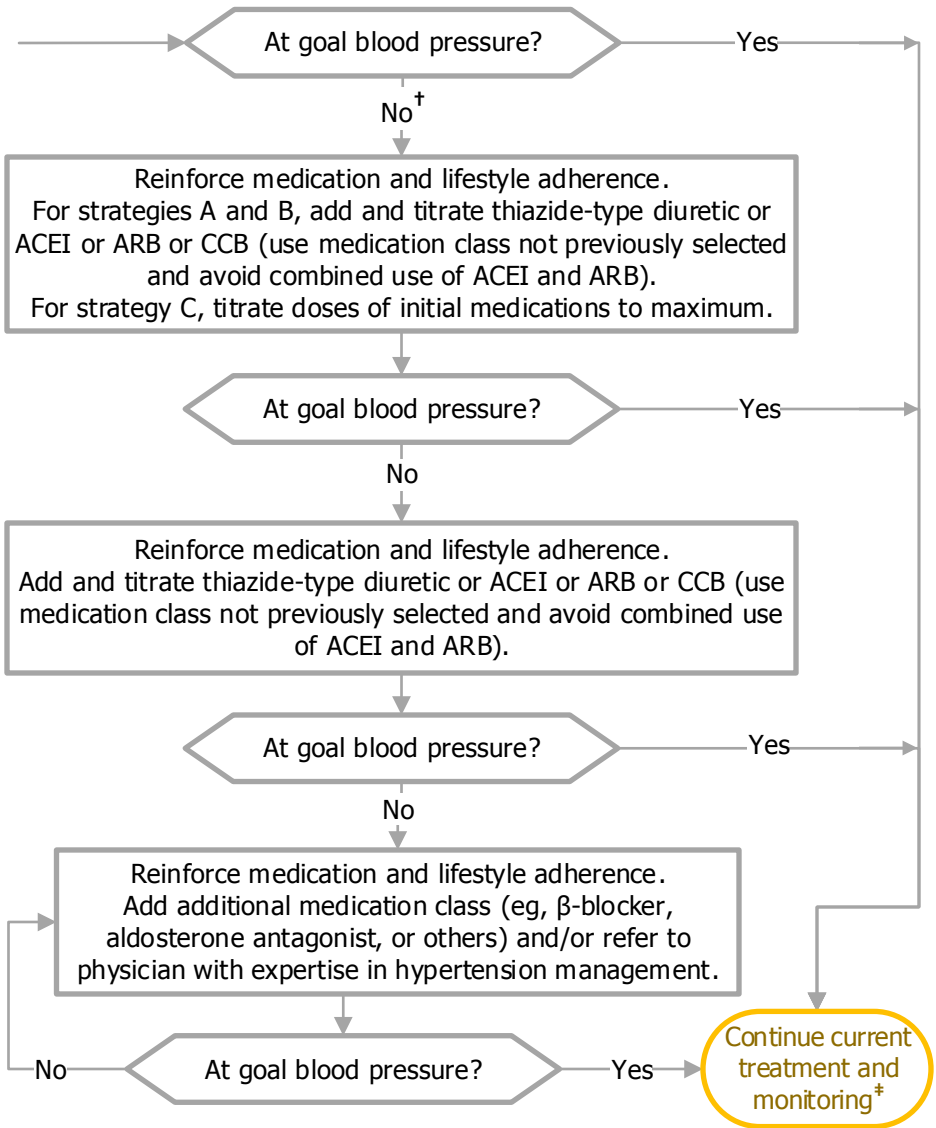 At goal blood pressure?
Yes
No†
Reinforce medication and lifestyle adherence.
For strategies A and B, add and titrate thiazide-type diuretic or
ACEI or ARB or CCB (use medication class not previously selected
and avoid combined use of ACEI and ARB).
For strategy C, titrate doses of initial medications to maximum.
At goal blood pressure?
Yes
No
Reinforce medication and lifestyle adherence.
Add and titrate thiazide-type diuretic or ACEI or ARB or CCB (use
medication class not previously selected and avoid combined use
of ACEI and ARB).
At goal blood pressure?
Yes
No
Reinforce medication and lifestyle adherence.
Add additional medication class (eg, β-blocker,
aldosterone antagonist, or others) and/or refer to
physician with expertise in hypertension management.
No
At goal blood pressure?
Yes
Continue current
treatment and
monitoring‡